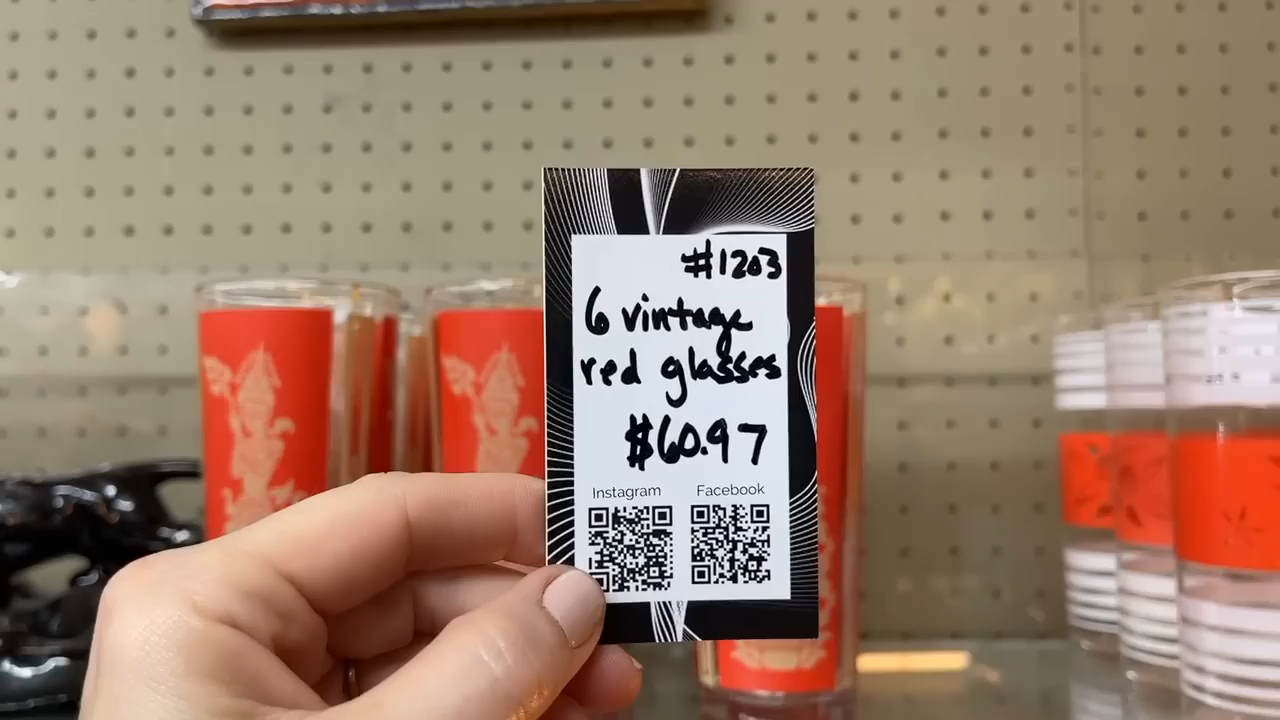 #1203
6 vintage
red glasses
$60.97
Instagram Facebook